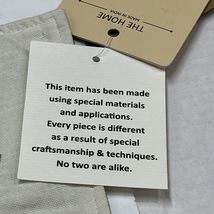 THE HOME
MADE IN INDIA
This item has been made
using special materials
and applications.
Every piece is different
as a result of special
craftsmanship & techniques.
No two are alike.